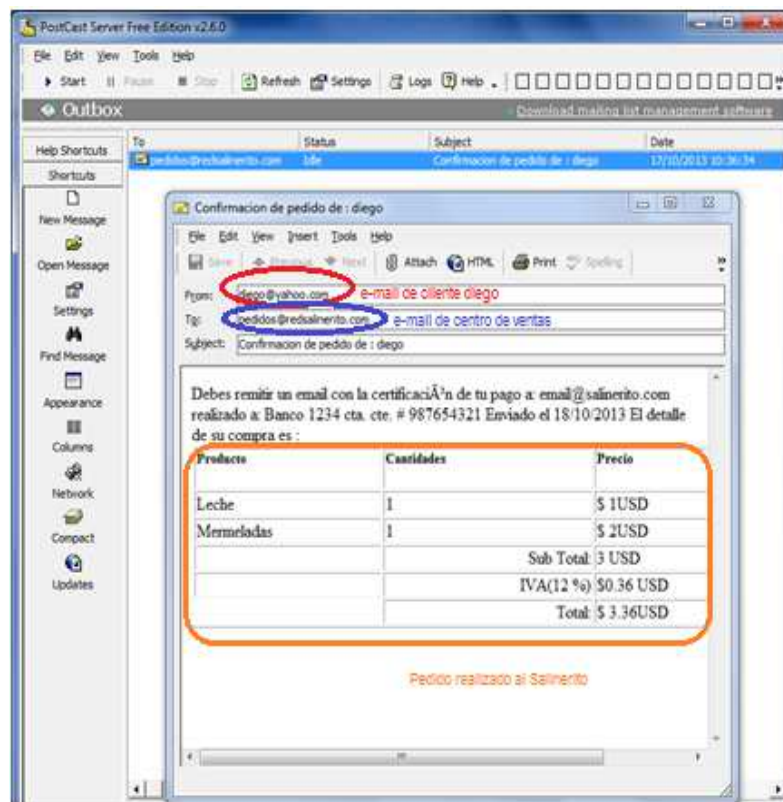 PostCast Server Free Edition v2.6.0
File Edit View Tools Help
Start Pause Stop Refresh Settings Logs Help
Outbox Download mailing list management software
Help Shortcuts
Shortcuts
New Message
Open Message
Settings
Find Message
Appearance
Columns
Network
Compact
Updates
To Status Subject Date
pedidos@redsalinerito.com Idle Confirmacion de pedido de : diego 17/10/2013 10:36:34
Confirmacion de pedido de : diego
File Edit View Insert Tools Help
Save Previous Next Attach HTML Print Spelling
From: diego@yahoo.com e-mail de cliente diego
To: pedidos@redsalinerito.com e-mail de centro de ventas
Subject: Confirmacion de pedido de : diego
Debes remitir un email con la certificaciÃ³n de tu pago a: email@salinerito.com
realizado a: Banco 1234 cta. cte. # 987654321 Enviado el 18/10/2013 El detalle
de su compra es :
Producto Cantidades Precio
Leche 1 $ 1USD
Mermeladas 1 $ 2USD
Sub Total: 3 USD
IVA(12 %) $0.36 USD
Total: $ 3.36USD
Pedido realizado al Salinerito